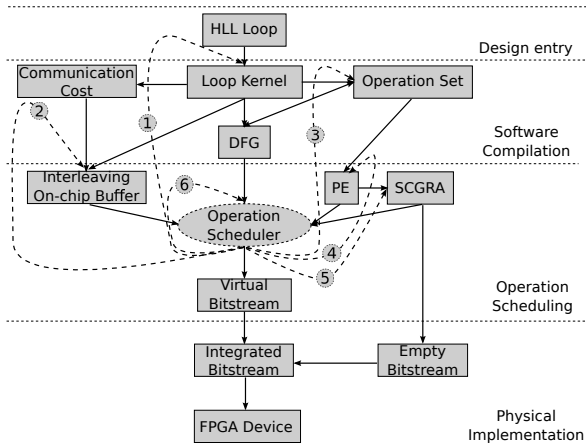 HLL Loop
Design entry
Communication
Cost
Loop Kernel
Operation Set
2
1
3
DFG
Software
Compilation
Interleaving
On-chip Buffer
6
PE
SCGRA
Operation
Scheduler
4
5
Virtual
Bitstream
Operation
Scheduling
Integrated
Bitstream
Empty
Bitstream
FPGA Device
Physical
Implementation